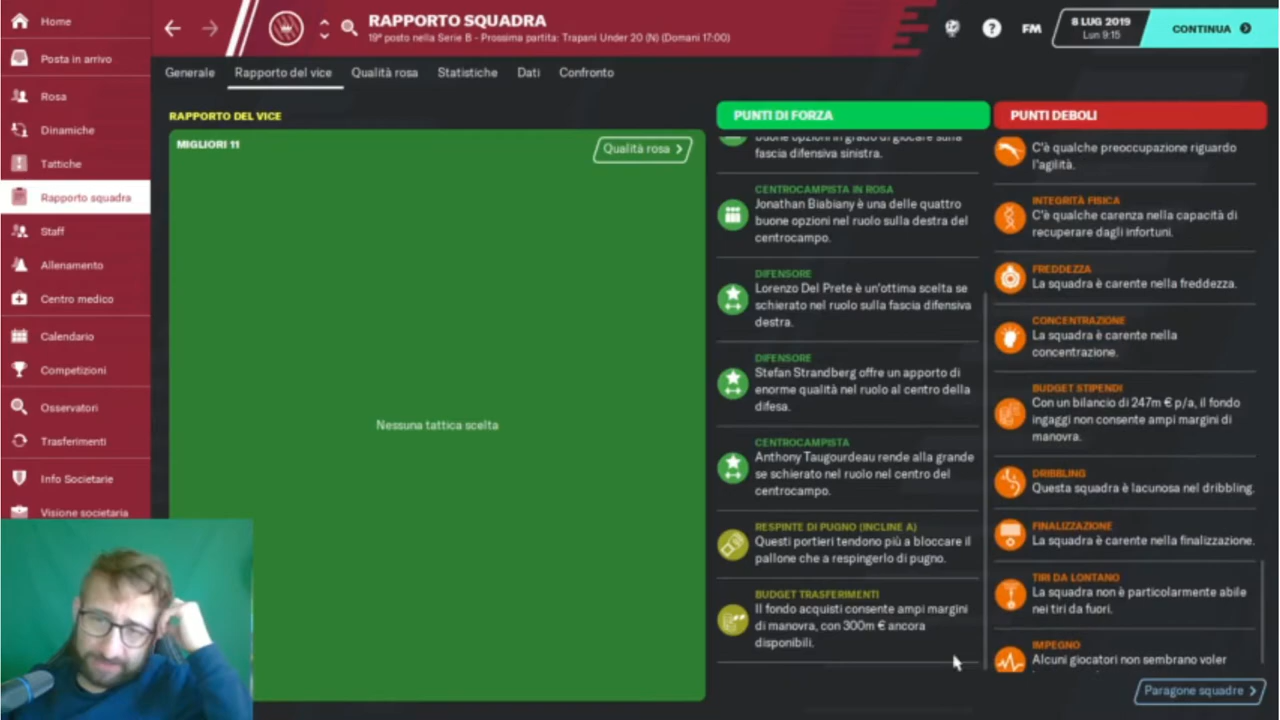 Home
Posta in arrivo
Rosa
Dinamiche
Tattiche
Rapporto squadra
Staff
Allenamento
Centro medico
Calendario
Competizioni
Osservatori
Trasferimenti
Info Societarie
Visione societaria
RAPPORTO SQUADRA
19° posto nella Serie B - Prossima partita: Trapani Under 20 (N) (Domani 17:00)
?
FM
8 LUG 2019
Lun 9:15
CONTINUA
Generale
Rapporto del vice
Qualità rosa
Statistiche
Dati
Confronto
RAPPORTO DEL VICE
MIGLIORI 11
Qualità rosa
Nessuna tattica scelta
PUNTI DI FORZA
buone opzioni in grado di giocare sulla
fascia difensiva sinistra.
CENTROCAMPISTA IN ROSA
Jonathan Biabiany è una delle quattro
buone opzioni nel ruolo sulla destra del
centrocampo.
DIFENSORE
Lorenzo Del Prete è un'ottima scelta se
schierato nel ruolo sulla fascia difensiva
destra.
DIFENSORE
Stefan Strandberg offre un apporto di
enorme qualità nel ruolo al centro della
difesa.
CENTROCAMPISTA
Anthony Taugourdeau rende alla grande
se schierato nel ruolo nel centro del
centrocampo.
RESPINTE DI PUGNO (INCLINE A)
Questi portieri tendono più a bloccare il
pallone che a respingerlo di pugno.
BUDGET TRASFERIMENTI
Il fondo acquisti consente ampi margini
di manovra, con 300m € ancora
disponibili.
PUNTI DEBOLI
C'è qualche preoccupazione riguardo
l'agilità.
INTEGRITÀ FISICA
C'è qualche carenza nella capacità di
recuperare dagli infortuni.
FREDDEZZA
La squadra è carente nella freddezza.
CONCENTRAZIONE
La squadra è carente nella
concentrazione.
BUDGET STIPENDI
Con un bilancio di 247m € p/a, il fondo
ingaggi non consente ampi margini di
manovra.
DRIBBLING
Questa squadra è lacunosa nel dribbling.
FINALIZZAZIONE
La squadra è carente nella finalizzazione.
TIRI DA LONTANO
La squadra non è particolarmente abile
nei tiri da fuori.
IMPEGNO
Alcuni giocatori non sembrano voler
Paragone squadre